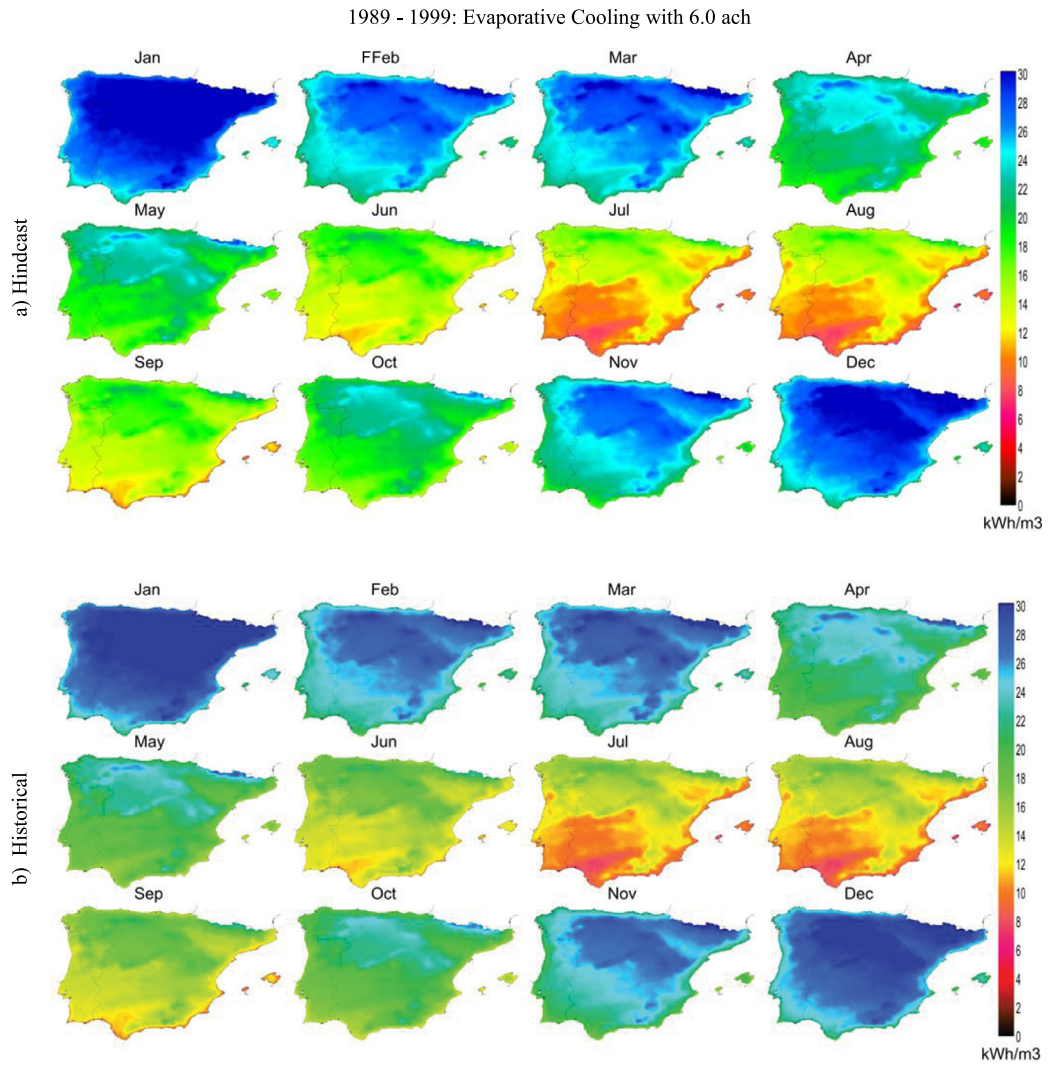 1989 - 1999: Evaporative Cooling with 6.0 ach
a) Hindcast
Jan FFeb Mar Apr
May Jun Jul Aug
Sep Oct Nov Dec
30
28
26
24
22
20
18
16
14
12
10
8
6
4
2
0
kWh/m3
b) Historical
Jan Feb Mar Apr
May Jun Jul Aug
Sep Oct Nov Dec
30
28
26
24
22
20
18
16
14
12
10
8
6
4
2
0
kWh/m3